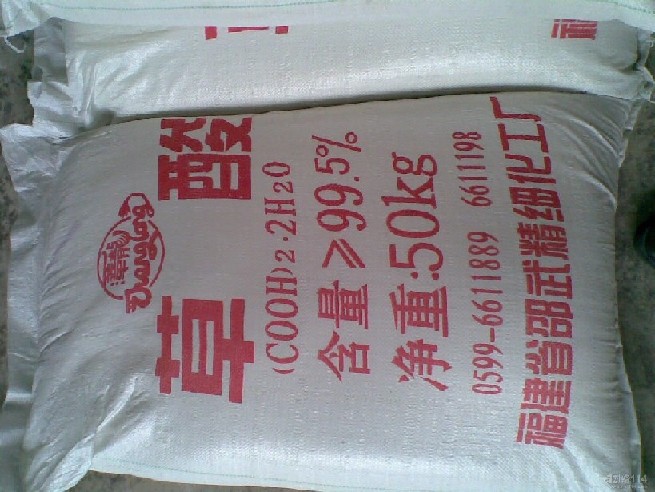 草酸
(COOH)2·2H2O
含量≥99.5%
净重:50kg
0599-6611889 6611198
福建省邵武精细化工厂